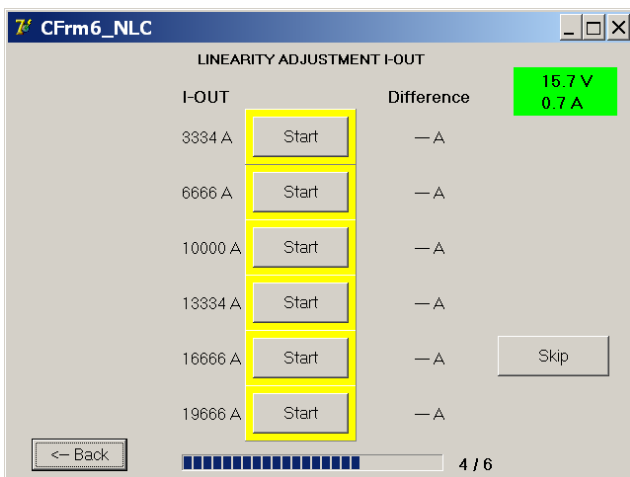 CFrm6_NLC
LINEARITY ADJUSTMENT I-OUT
15.7 V
0.7 A
I-OUT Difference
3334 A Start — A
6666 A Start — A
10000 A Start — A
13334 A Start — A
16666 A Start — A
Skip
19666 A Start — A
<-- Back
4 / 6